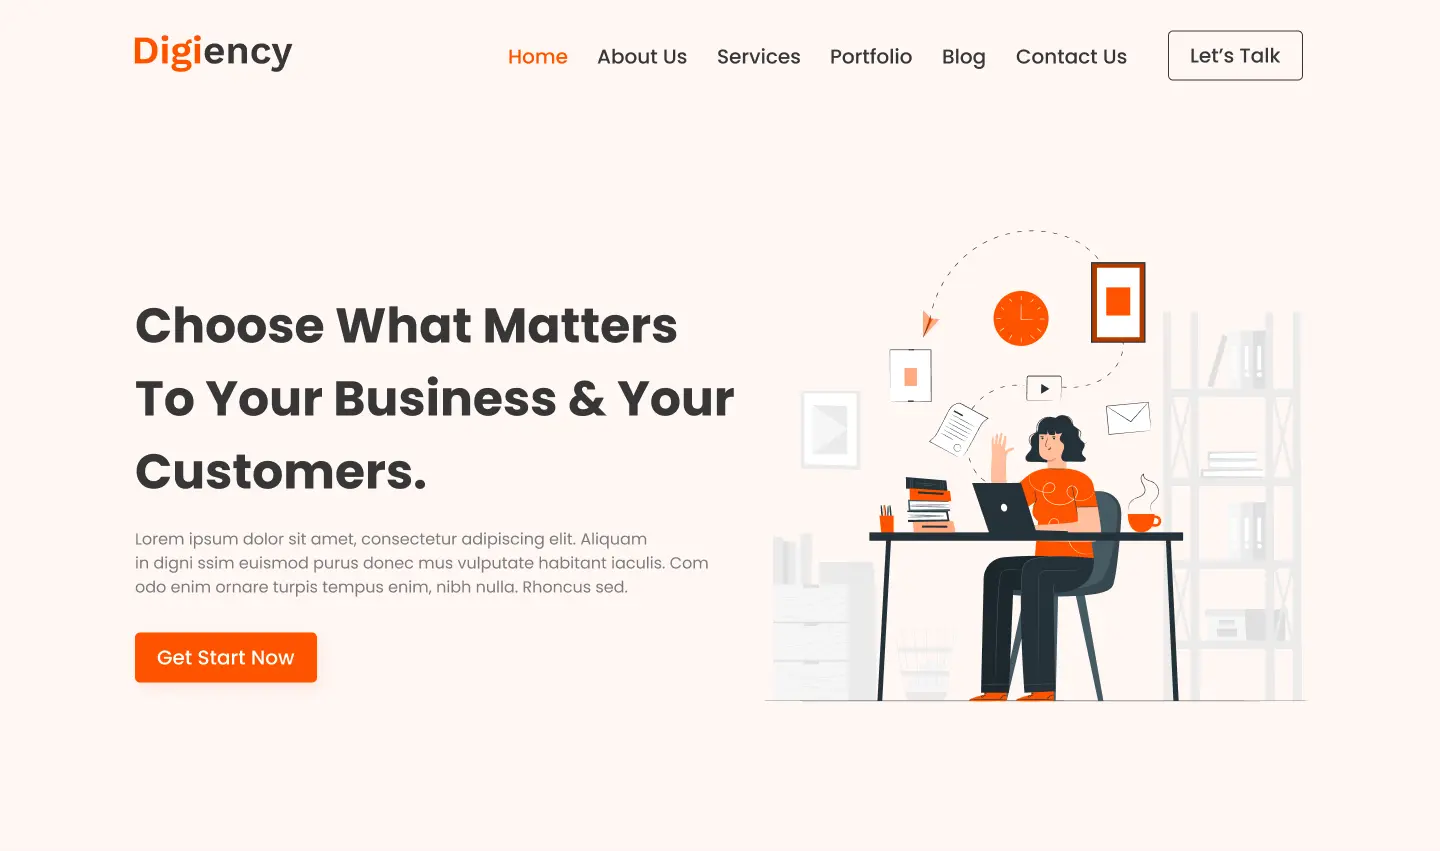 Digiency
Home About Us Services Portfolio Blog Contact Us Let’s Talk
Choose What Matters
To Your Business & Your
Customers.
Lorem ipsum dolor sit amet, consectetur adipiscing elit. Aliquam
in digni ssim euismod purus donec mus vulputate habitant iaculis. Com
odo enim ornare turpis tempus enim, nibh nulla. Rhoncus sed.
Get Start Now